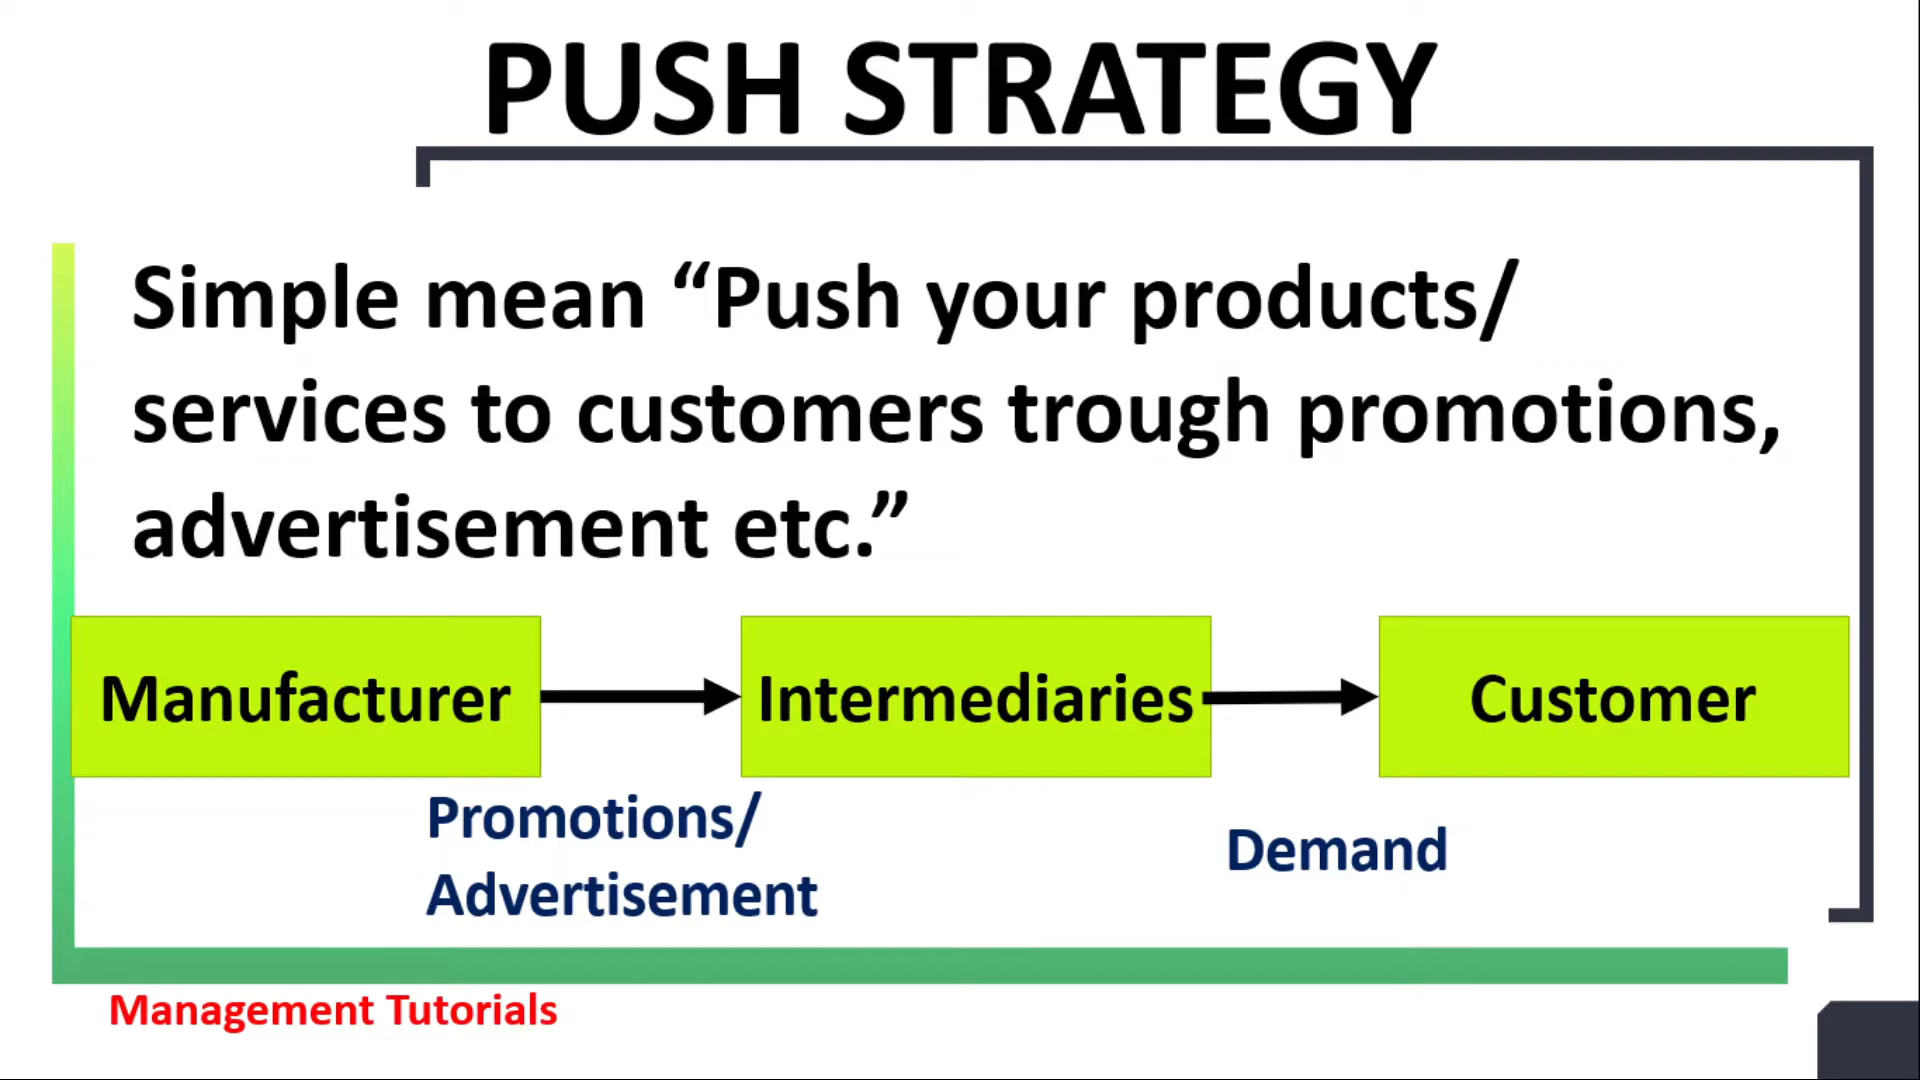 PUSH STRATEGY
Simple mean “Push your products/
services to customers trough promotions,
advertisement etc.”
Manufacturer
Intermediaries
Customer
Promotions/
Advertisement
Demand
Management Tutorials